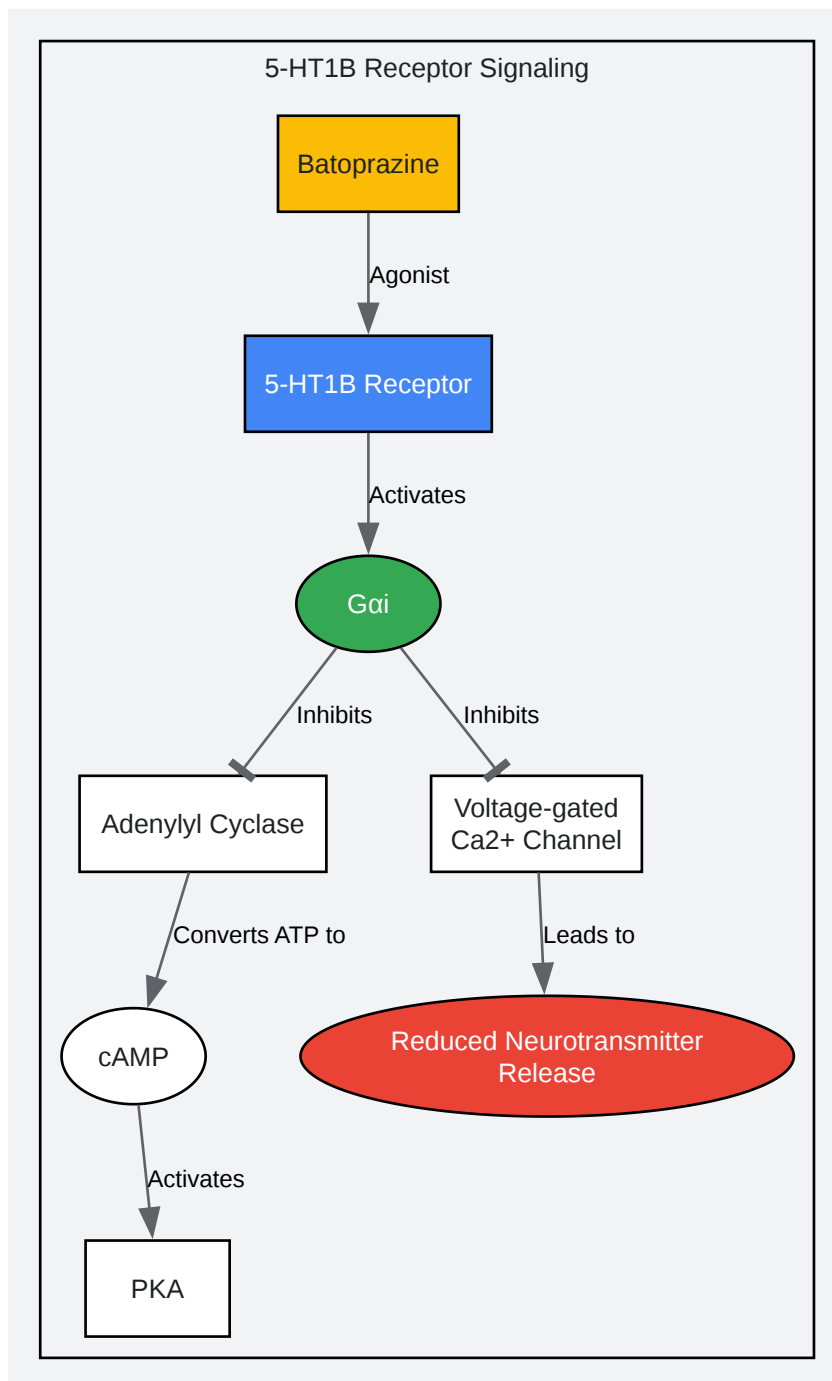 5-HT1B Receptor Signaling
Batoprazine
Agonist
5-HT1B Receptor
Activates
Gαi
Inhibits
Inhibits
Adenylyl Cyclase
Voltage-gated
Ca2+ Channel
Converts ATP to
Leads to
cAMP
Reduced Neurotransmitter
Release
Activates
PKA